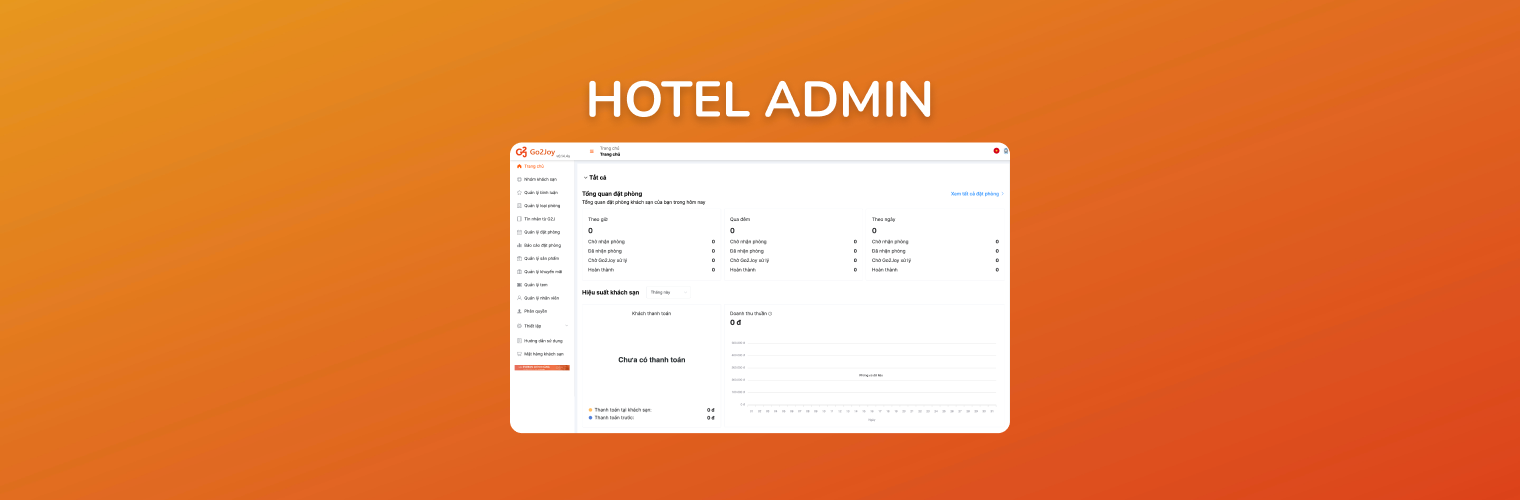 HOTEL ADMIN
Go2Joy
Trang chủ
Trang chủ
Trang chủ
Nhóm khách sạn
Quản lý bình luận
Quản lý loại phòng
Tin nhắn từ G2J
Quản lý đặt phòng
Báo cáo đặt phòng
Quản lý sản phẩm
Quản lý khuyến mãi
Quản lý tem
Quản lý nhân viên
Phân quyền
Thiết lập
Hướng dẫn sử dụng
Mặt hàng khách sạn
Tất cả
Tổng quan đặt phòng
Xem tất cả đặt phòng
Tổng quan đặt phòng khách sạn của bạn trong hôm nay
Theo giờ
0
Chờ nhận phòng 0
Đã nhận phòng 0
Chờ Go2Joy xử lý 0
Hoàn thành 0
Qua đêm
0
Chờ nhận phòng 0
Đã nhận phòng 0
Chờ Go2Joy xử lý 0
Hoàn thành 0
Theo ngày
0
Chờ nhận phòng 0
Đã nhận phòng 0
Chờ Go2Joy xử lý 0
Hoàn thành 0
Hiệu suất khách sạn
Tháng này
Khách thanh toán
Chưa có thanh toán
Thanh toán tại khách sạn: 0 đ
Thanh toán trước: 0 đ
Doanh thu thuần
0 đ
Không có dữ liệu
0 đ